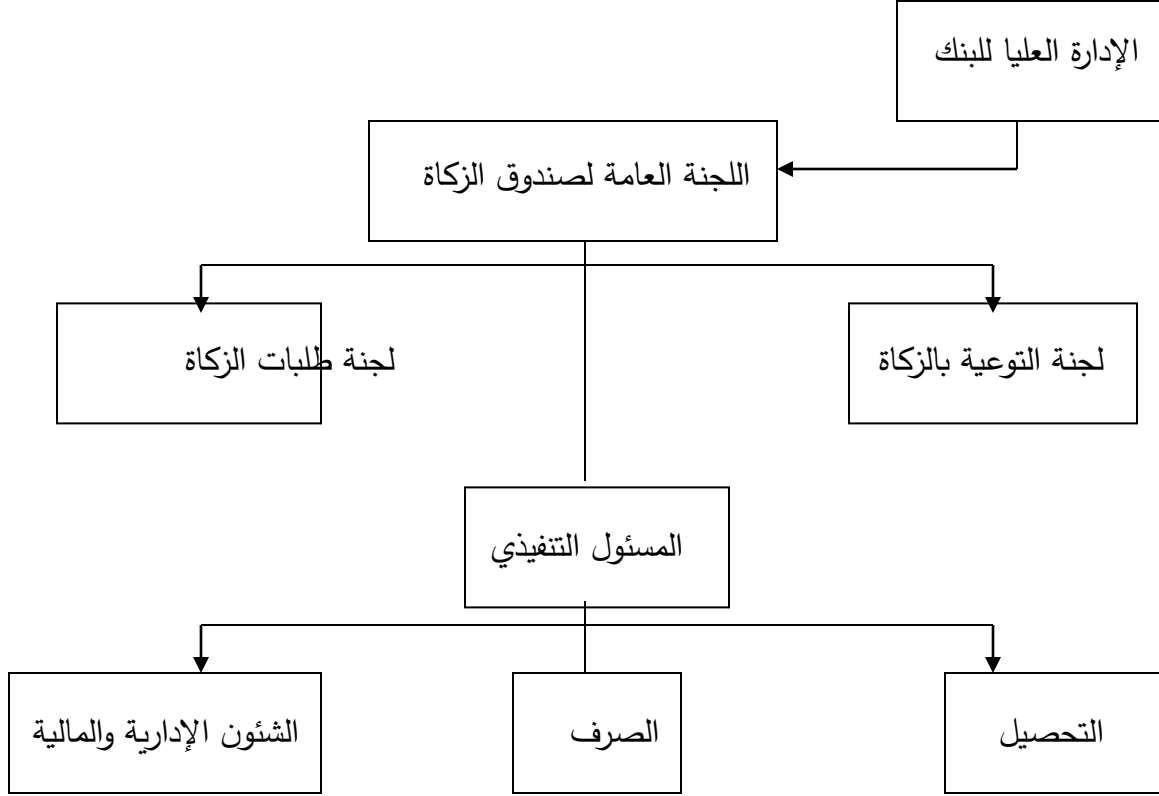 الإدارة العليا للبنك
اللجنة العامة لصندوق الزكاة
لجنة التوعية بالزكاة
لجنة طلبات الزكاة
المسئول التنفيذي
التحصيل
الصرف
الشئون الإدارية والمالية